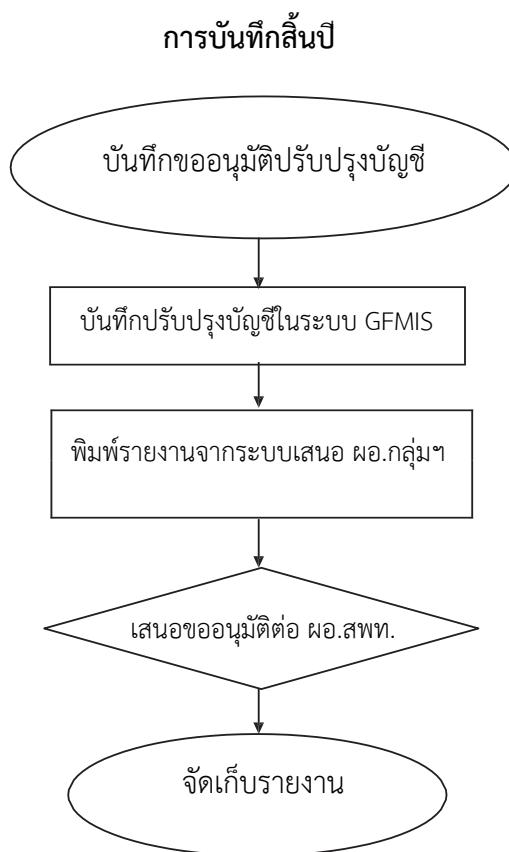 การบันทึกสิ้นปี
บันทึกขออนุมัติปรับปรุงบัญชี
บันทึกปรับปรุงบัญชีในระบบ GFMIS
พิมพ์รายงานจากระบบเสนอ ผอ.กลุ่มฯ
เสนอขออนุมัติต่อ ผอ.สพท.
จัดเก็บรายงาน